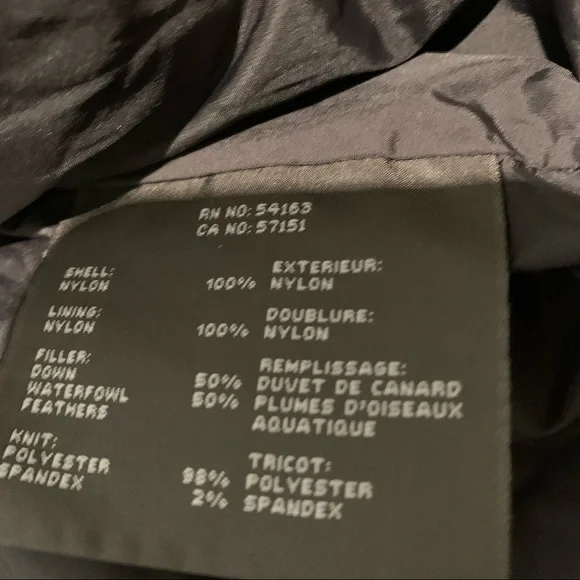 RN NO: 54163
CA NO: 57151
SHELL:
NYLON
100%
EXTERIEUR:
NYLON
LINING:
NYLON
100%
DOUBLURE:
NYLON
FILLER:
DOWN
WATERFOWL
FEATHERS
50%
50%
REMPLISSAGE:
DUVET DE CANARD
PLUMES D'OISEAUX
AQUATIQUE
KNIT:
POLYESTER
SPANDEX
98%
2%
TRICOT:
POLYESTER
SPANDEX